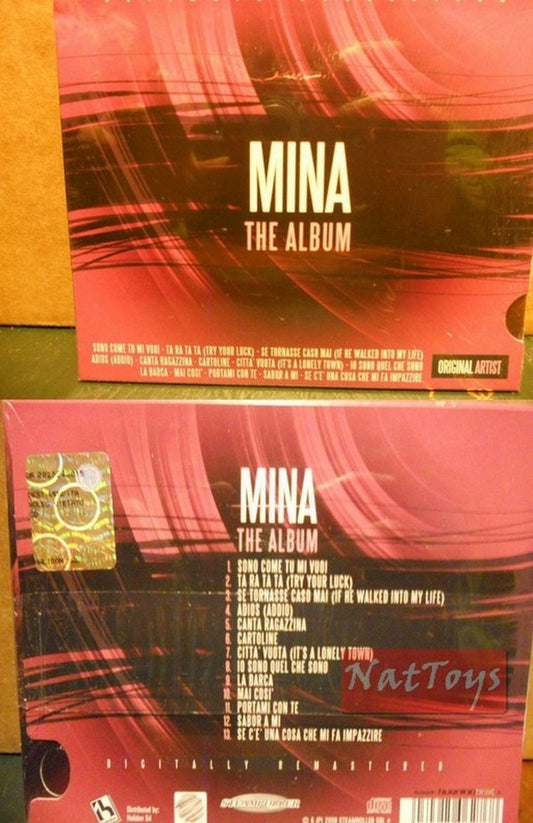 MINA
THE ALBUM
SONO COME TU MI VUOI - TA RA TA TA (TRY YOUR LUCK) - SE TORNASSE CASO MAI (IF HE WALKED INTO MY LIFE)
ADIOS (ADDIO) - CANTA RAGAZZINA - CARTOLINE - CITTA' VUOTA (IT'S A LONELY TOWN) - IO SONO QUEL CHE SONO
LA BARCA - MAI COSI' - PORTAMI CON TE - SABOR A MI - SE C'E' UNA COSA CHE MI FA IMPAZZIRE
ORIGINAL ARTIST
MINA
THE ALBUM
1. SONO COME TU MI VUOI
2. TA RA TA TA (TRY YOUR LUCK)
3. SE TORNASSE CASO MAI (IF HE WALKED INTO MY LIFE)
4. ADIOS (ADDIO)
5. CANTA RAGAZZINA
6. CARTOLINE
7. CITTA' VUOTA (IT'S A LONELY TOWN)
8. IO SONO QUEL CHE SONO
9. LA BARCA
10. MAI COSI'
11. PORTAMI CON TE
12. SABOR A MI
13. SE C'E' UNA COSA CHE MI FA IMPAZZIRE
NatToys
DIGITALLY REMASTERED
Distributed by:
Halidon Srl
STEAMROLLER
© & (P) 2008 STEAMROLLER SRL